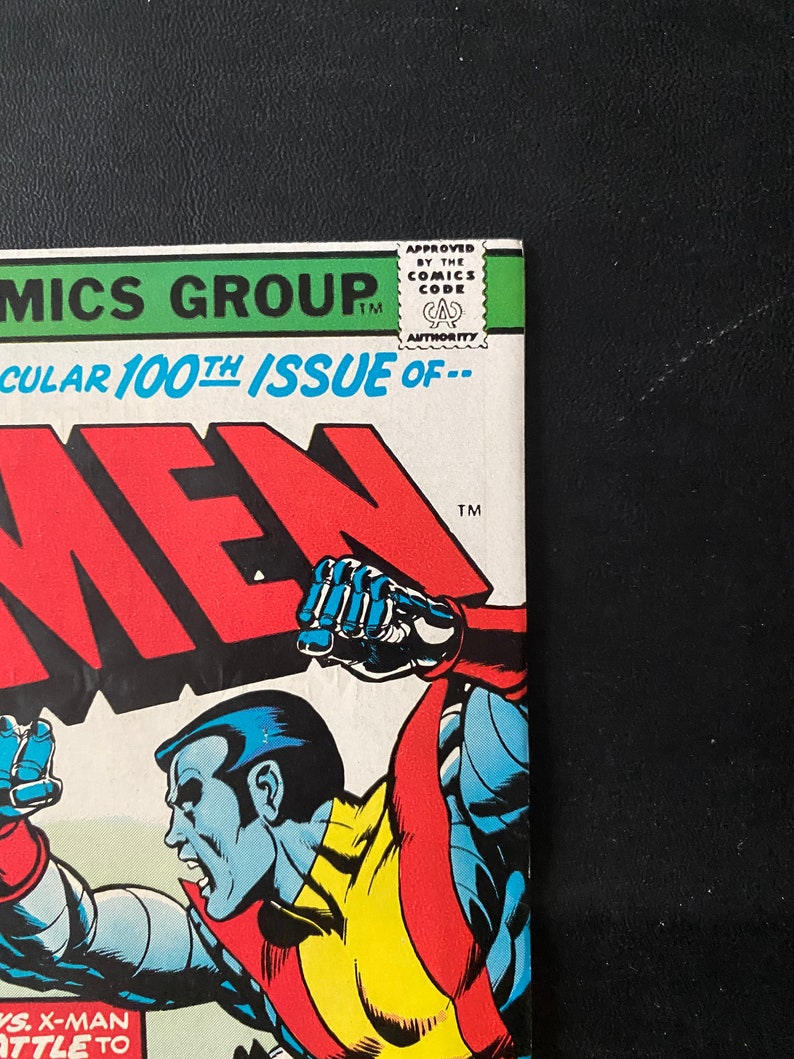 MICS GROUP TM
APPROVED
BY THE
COMICS
CODE
CA
AUTHORITY
CULAR 100TH ISSUE OF--
MEN TM
VS. X-MAN
ATTLE TO